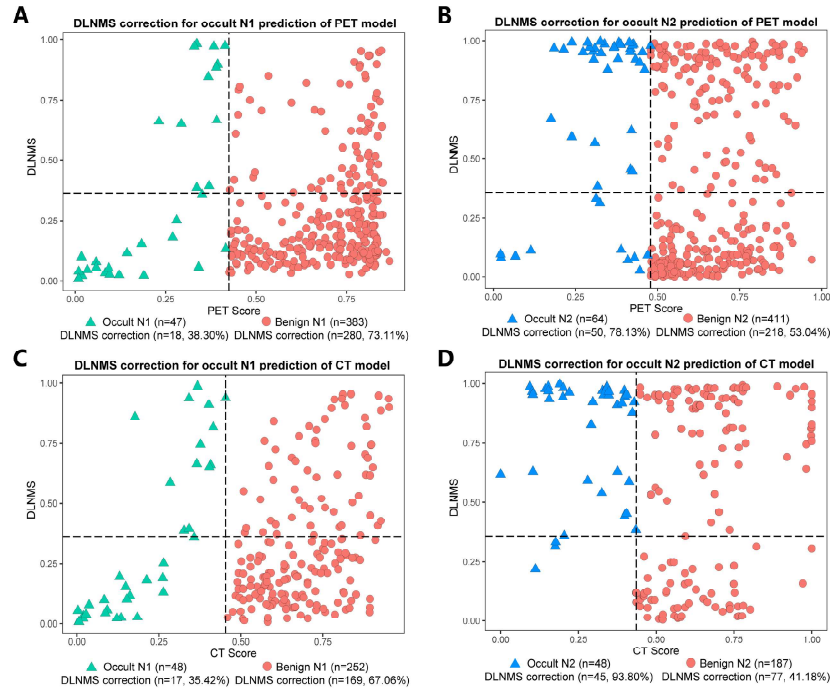 A
DLNMS correction for occult N1 prediction of PET model
1.00
0.75
0.50
0.25
0.00
DLNMS
0.00
0.25
0.50
0.75
PET Score
Occult N1 (n=47)
Benign N1 (n=383)
DLNMS correction (n=18, 38.30%)
DLNMS correction (n=280, 73.11%)
B
DLNMS correction for occult N2 prediction of PET model
1.00
0.75
0.50
0.25
0.00
DLNMS
0.00
0.25
0.50
0.75
1.00
PET Score
Occult N2 (n=64)
Benign N2 (n=411)
DLNMS correction (n=50, 78.13%)
DLNMS correction (n=218, 53.04%)
C
DLNMS correction for occult N1 prediction of CT model
1.00
0.75
0.50
0.25
0.00
DLNMS
0.00
0.25
0.50
0.75
CT Score
Occult N1 (n=48)
Benign N1 (n=252)
DLNMS correction (n=17, 35.42%)
DLNMS correction (n=169, 67.06%)
D
DLNMS correction for occult N2 prediction of CT model
1.00
0.75
0.50
0.25
0.00
DLNMS
0.00
0.25
0.50
0.75
1.00
CT Score
Occult N2 (n=48)
Benign N2 (n=187)
DLNMS correction (n=45, 93.80%)
DLNMS correction (n=77, 41.18%)